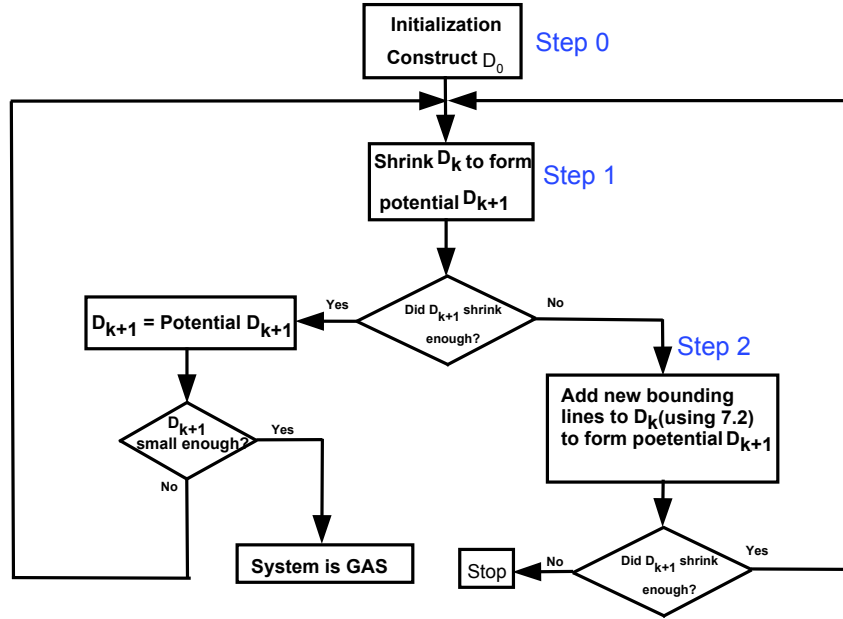 Initialization
Construct D0
Step 0
Shrink Dk to form
potential Dk+1
Step 1
Did Dk+1 shrink
enough?
Yes
No
Dk+1 = Potential Dk+1
Step 2
Add new bounding
lines to Dk(using 7.2)
to form poetential Dk+1
Dk+1
small enough?
Yes
No
System is GAS
Did Dk+1 shrink
enough?
No
Yes
Stop